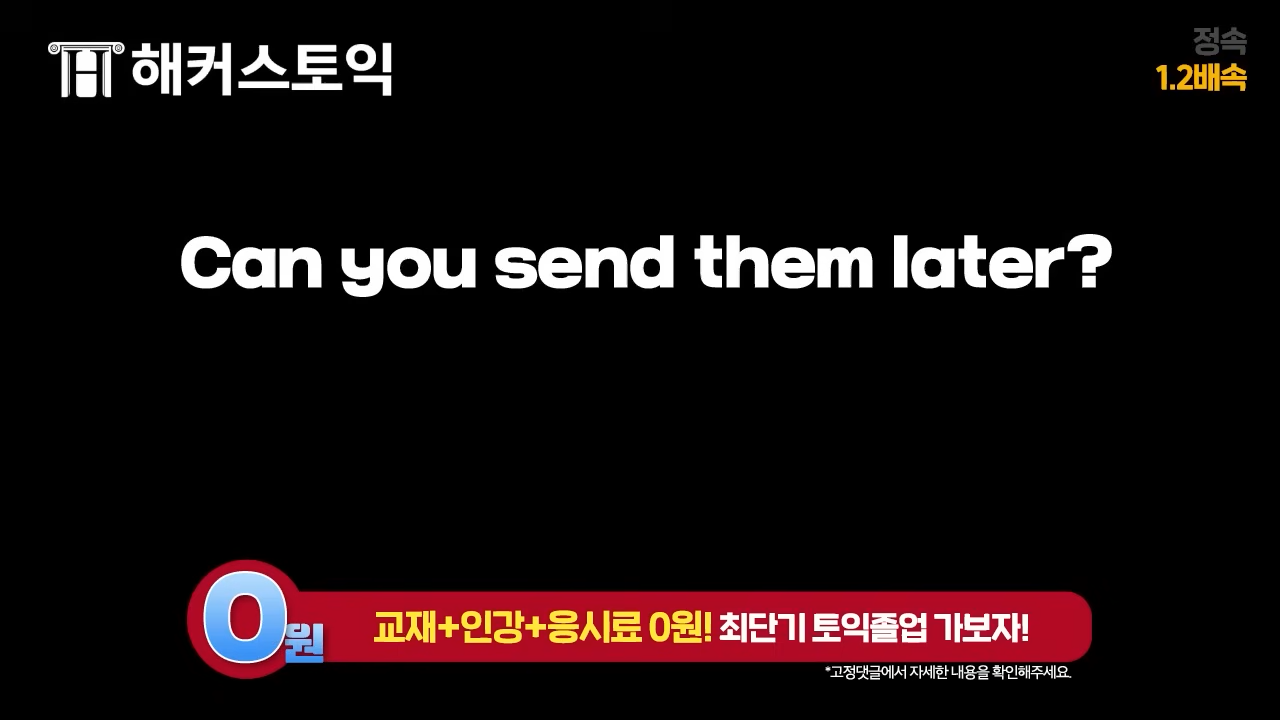 해커스토익
정속
1.2배속
Can you send them later?
0원
교재+인강+응시료 0원! 최단기 토익졸업 가보자!
*고정댓글에서 자세한 내용을 확인해주세요.